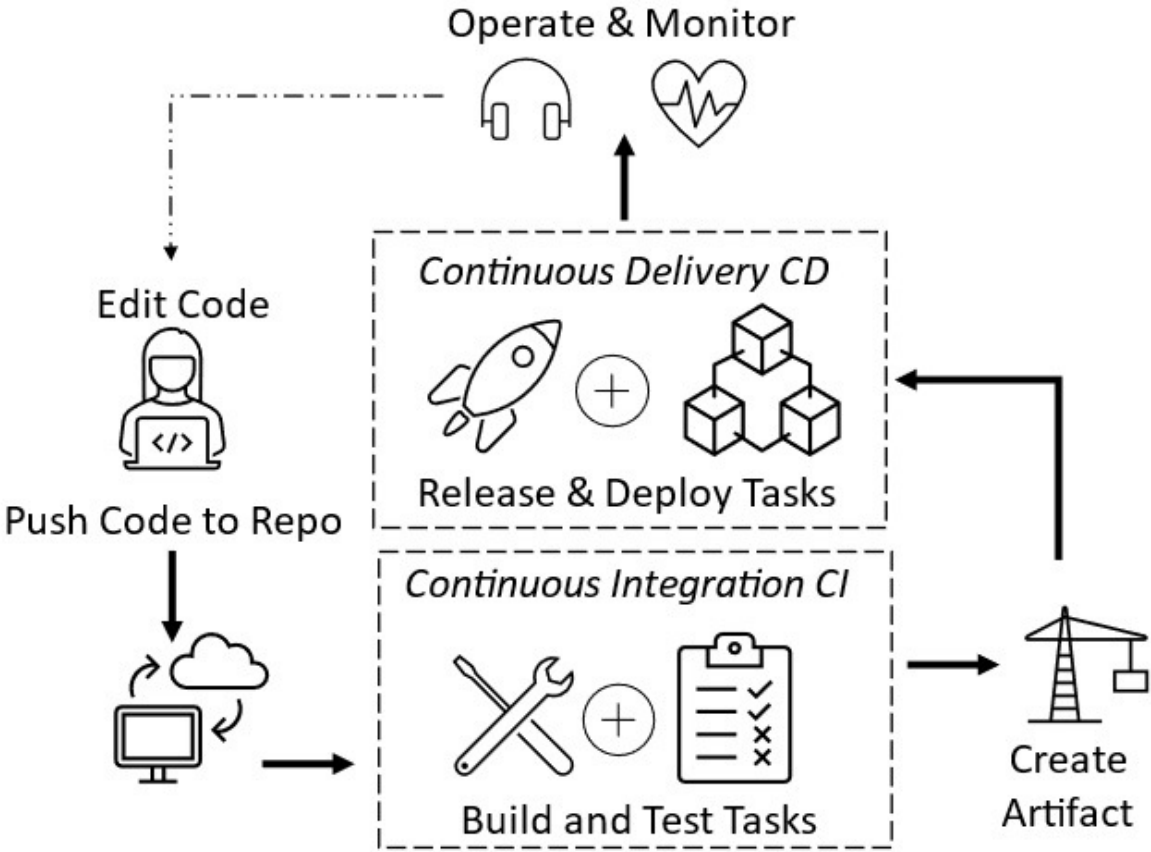 Operate & Monitor
Continuous Delivery CD
Edit Code
</>
Release & Deploy Tasks
Push Code to Repo
Continuous Integration CI
Build and Test Tasks
Create
Artifact